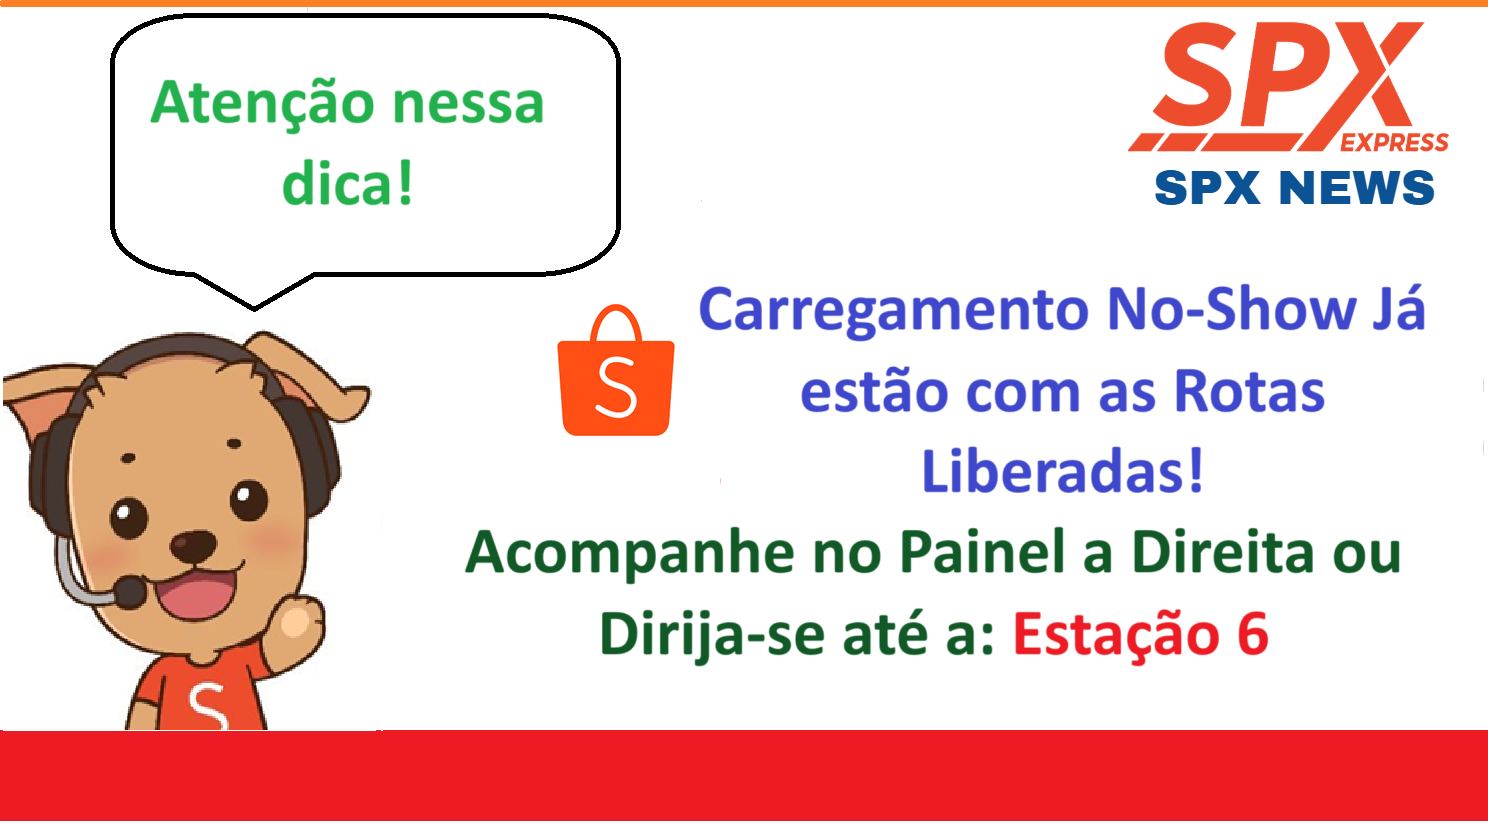 Atenção nessa
dica!
SPX
EXPRESS
SPX NEWS
S
Carregamento No-Show Já
estão com as Rotas
Liberadas!
Acompanhe no Painel a Direita ou
Dirija-se até a: Estação 6
S